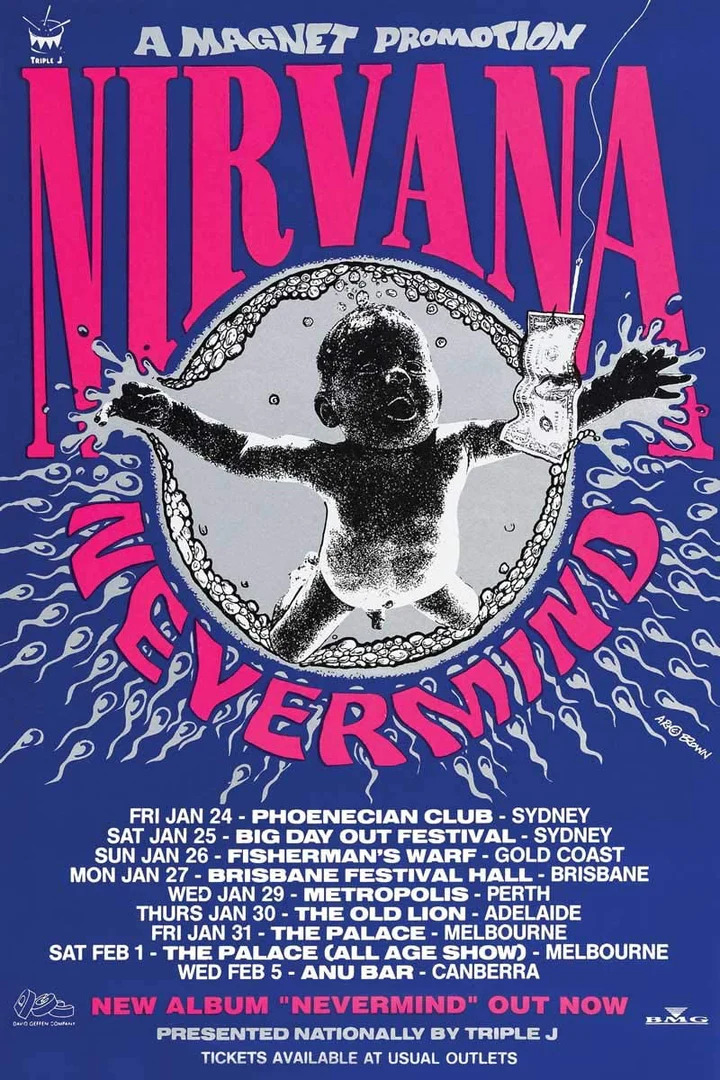 TRIPLE J
A MAGNET PROMOTION
NIRVANA
NEVERMIND
FRI JAN 24 - PHOENECIAN CLUB - SYDNEY
SAT JAN 25 - BIG DAY OUT FESTIVAL - SYDNEY
SUN JAN 26 - FISHERMAN'S WARF - GOLD COAST
MON JAN 27 - BRISBANE FESTIVAL HALL - BRISBANE
WED JAN 29 - METROPOLIS - PERTH
THURS JAN 30 - THE OLD LION - ADELAIDE
FRI JAN 31 - THE PALACE - MELBOURNE
SAT FEB 1 - THE PALACE (ALL AGE SHOW) - MELBOURNE
WED FEB 5 - ANU BAR - CANBERRA
NEW ALBUM "NEVERMIND" OUT NOW
DAVID GEFFEN COMPANY
BMG
PRESENTED NATIONALLY BY TRIPLE J
TICKETS AVAILABLE AT USUAL OUTLETS